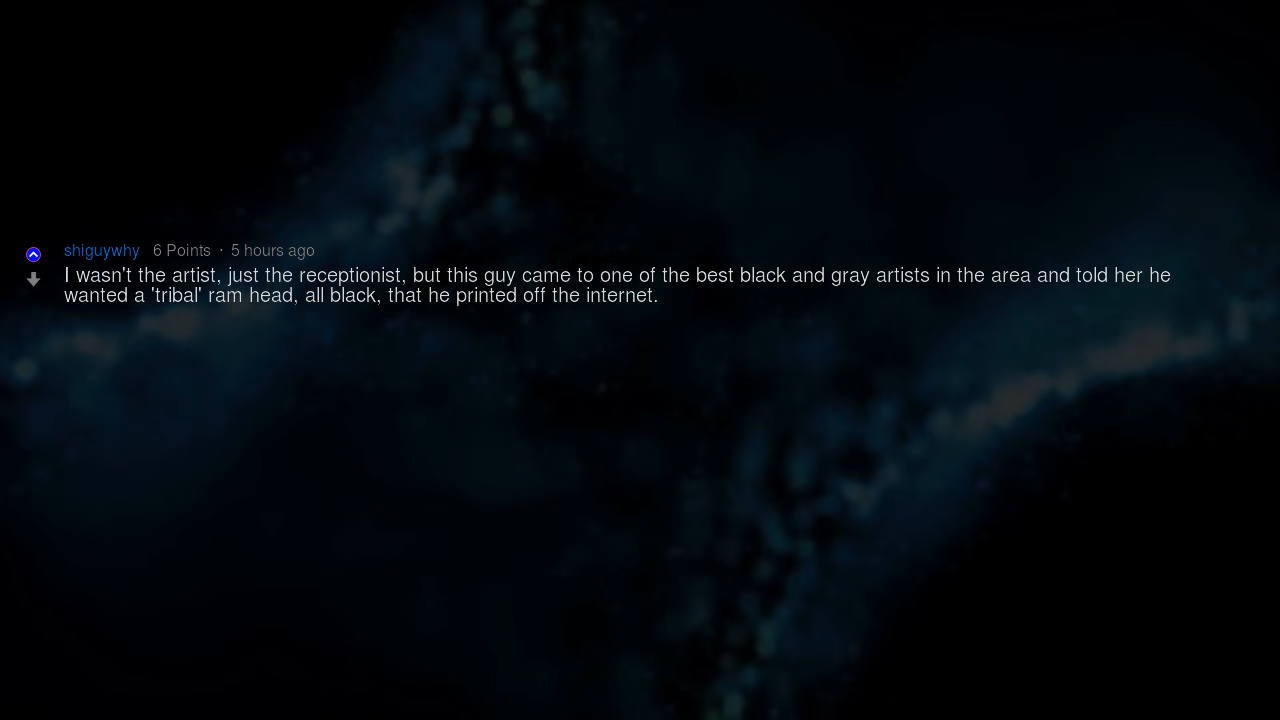 shiguywhy 6 Points · 5 hours ago
I wasn't the artist, just the receptionist, but this guy came to one of the best black and gray artists in the area and told her he
wanted a 'tribal' ram head, all black, that he printed off the internet.